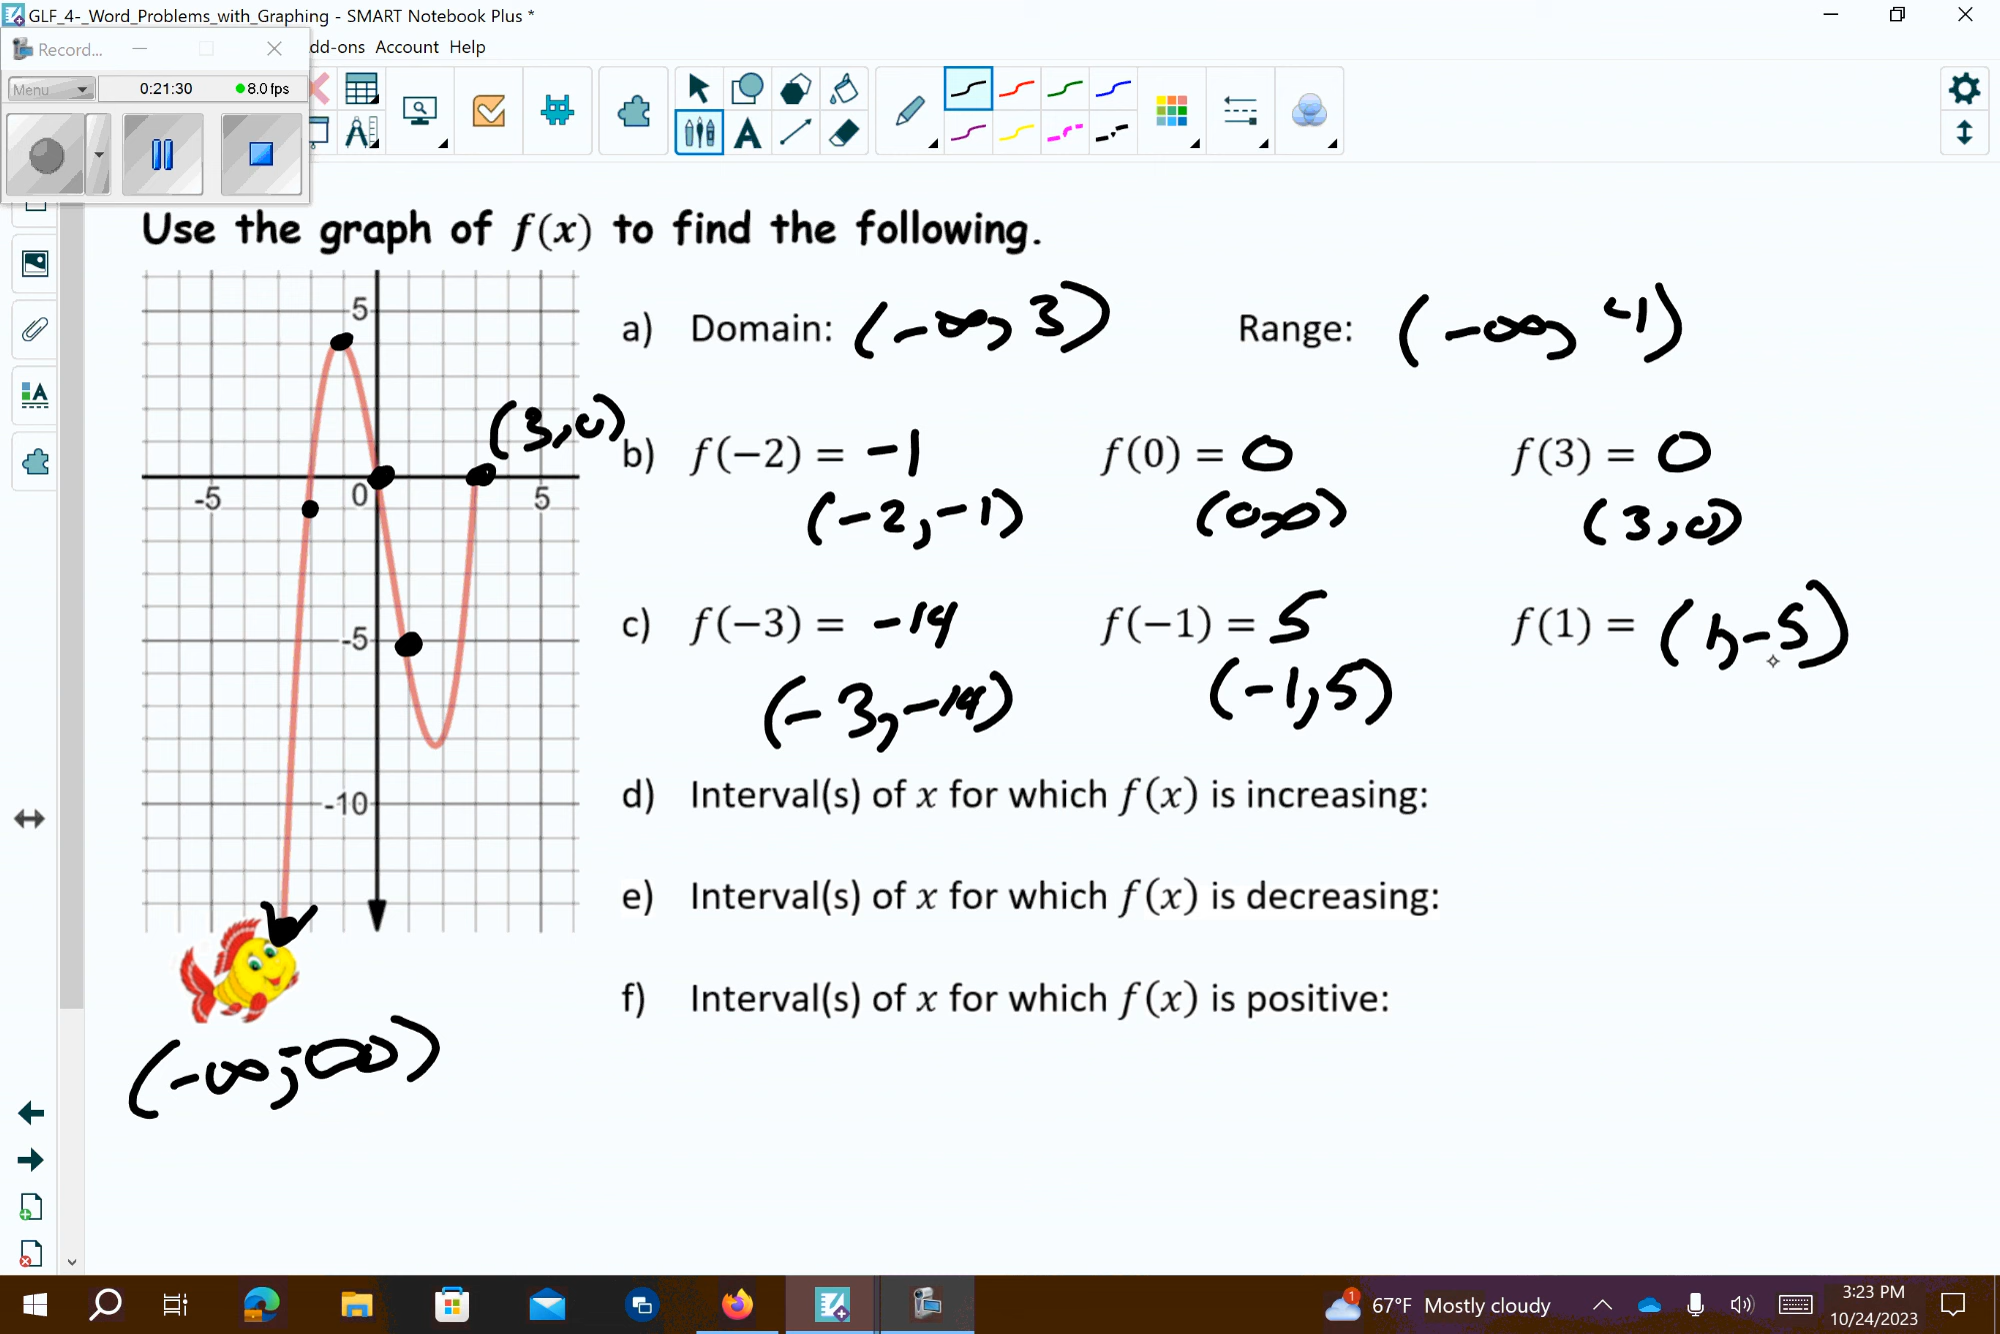 GLF_4-_Word_Problems_with_Graphing - SMART Notebook Plus *
Record...
dd-ons Account Help
Menu
0:21:30
8.0 fps
Use the graph of f(x) to find the following.
5
-5
0
5
-5
-10
(3,0)
(-∞,-∞)
a) Domain: (-∞, 3) Range: (-∞, 4)
b) f(−2) = -1 f(0) = 0 f(3) = 0
(-2,-1) (0,0) (3,0)
c) f(−3) = -14 f(−1) = 5 f(1) = (1,-5)
(-3,-14) (-1,5)
d) Interval(s) of x for which f(x) is increasing:
e) Interval(s) of x for which f(x) is decreasing:
f) Interval(s) of x for which f(x) is positive:
1
67°F Mostly cloudy
3:23 PM
10/24/2023